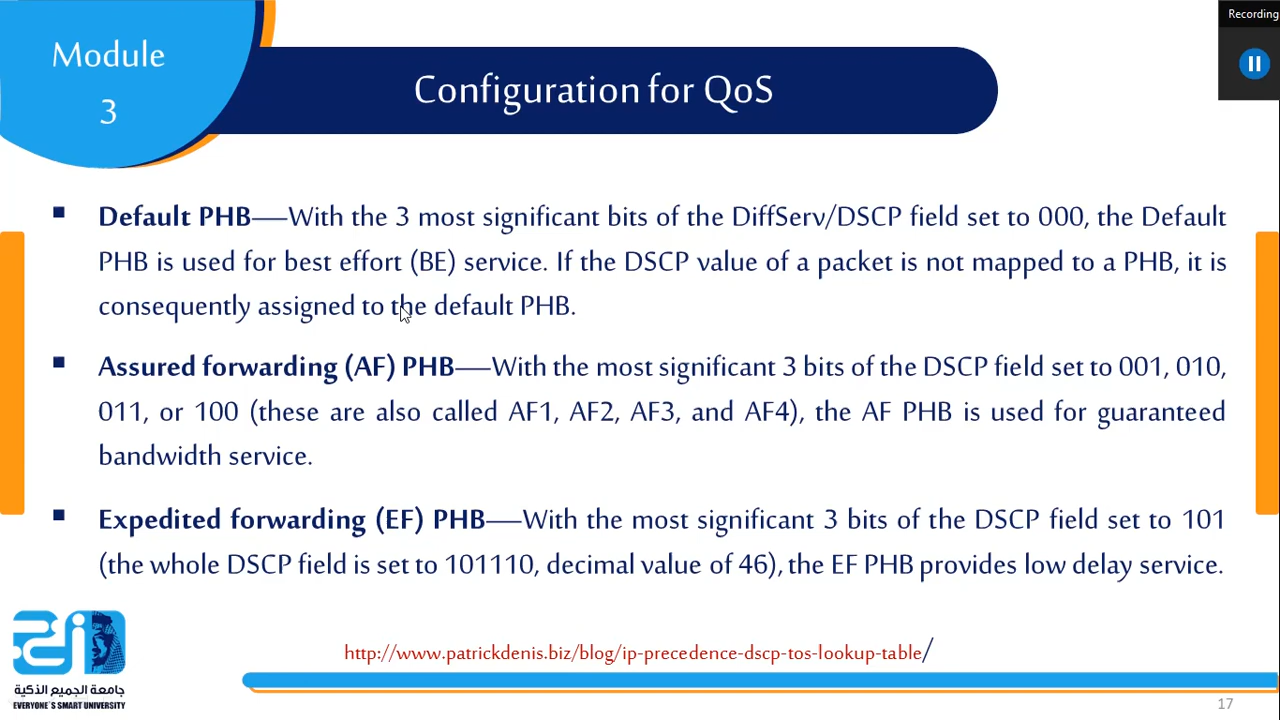 Recording
Module
3
Configuration for QoS
▪ Default PHB—With the 3 most significant bits of the DiffServ/DSCP field set to 000, the Default
PHB is used for best effort (BE) service. If the DSCP value of a packet is not mapped to a PHB, it is
consequently assigned to the default PHB.
▪ Assured forwarding (AF) PHB—With the most significant 3 bits of the DSCP field set to 001, 010,
011, or 100 (these are also called AF1, AF2, AF3, and AF4), the AF PHB is used for guaranteed
bandwidth service.
▪ Expedited forwarding (EF) PHB—With the most significant 3 bits of the DSCP field set to 101
(the whole DSCP field is set to 101110, decimal value of 46), the EF PHB provides low delay service.
http://www.patrickdenis.biz/blog/ip-precedence-dscp-tos-lookup-table/
جامعة الجميع الذكية
EVERYONE`S SMART UNIVERSITY
17